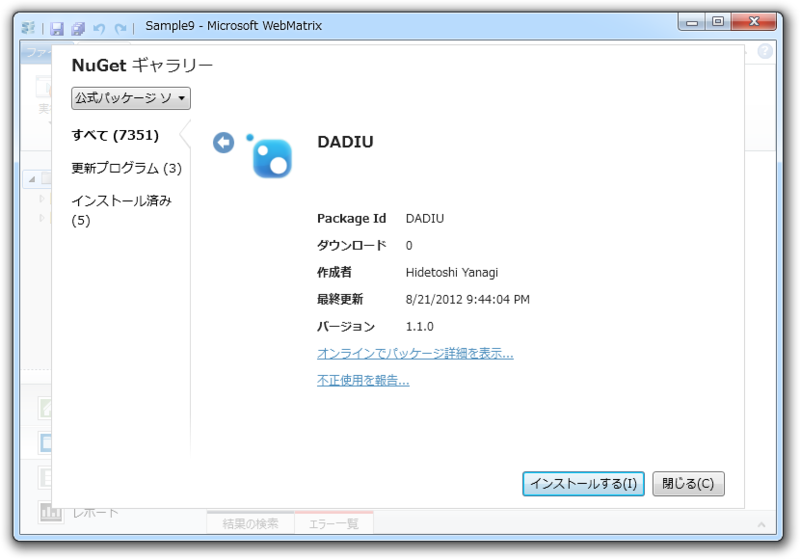 Sample9 - Microsoft WebMatrix
NuGet ギャラリー
公式パッケージ ソ
すべて (7351)
更新プログラム (3)
インストール済み
(5)
DADIU
Package Id DADIU
ダウンロード 0
作成者 Hidetoshi Yanagi
最終更新 8/21/2012 9:44:04 PM
バージョン 1.1.0
オンラインでパッケージ詳細を表示...
不正使用を報告...
インストールする(I) 閉じる(C)
レポート
結果の検索 エラー一覧